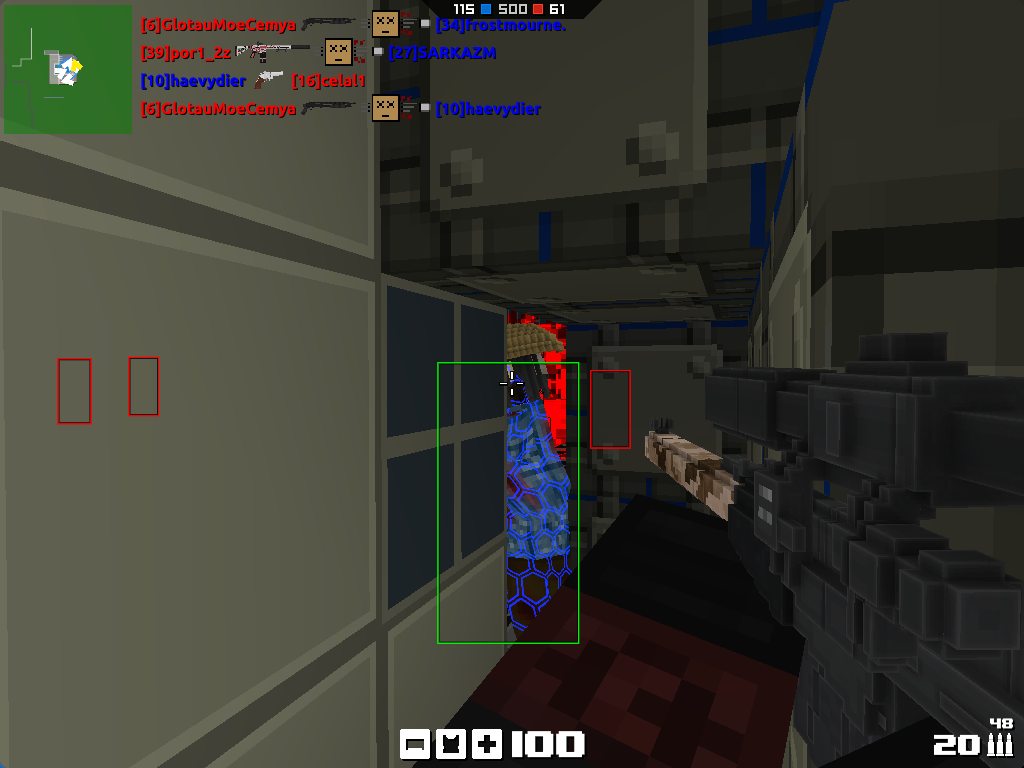 115 500 61
[6]GlotauMoeCemya [34]frostmourne.
[39]por1_2z [27]SARKAZM
[10]haevydier [16]celal1
[6]GlotauMoeCemya [10]haevydier
100
48
20